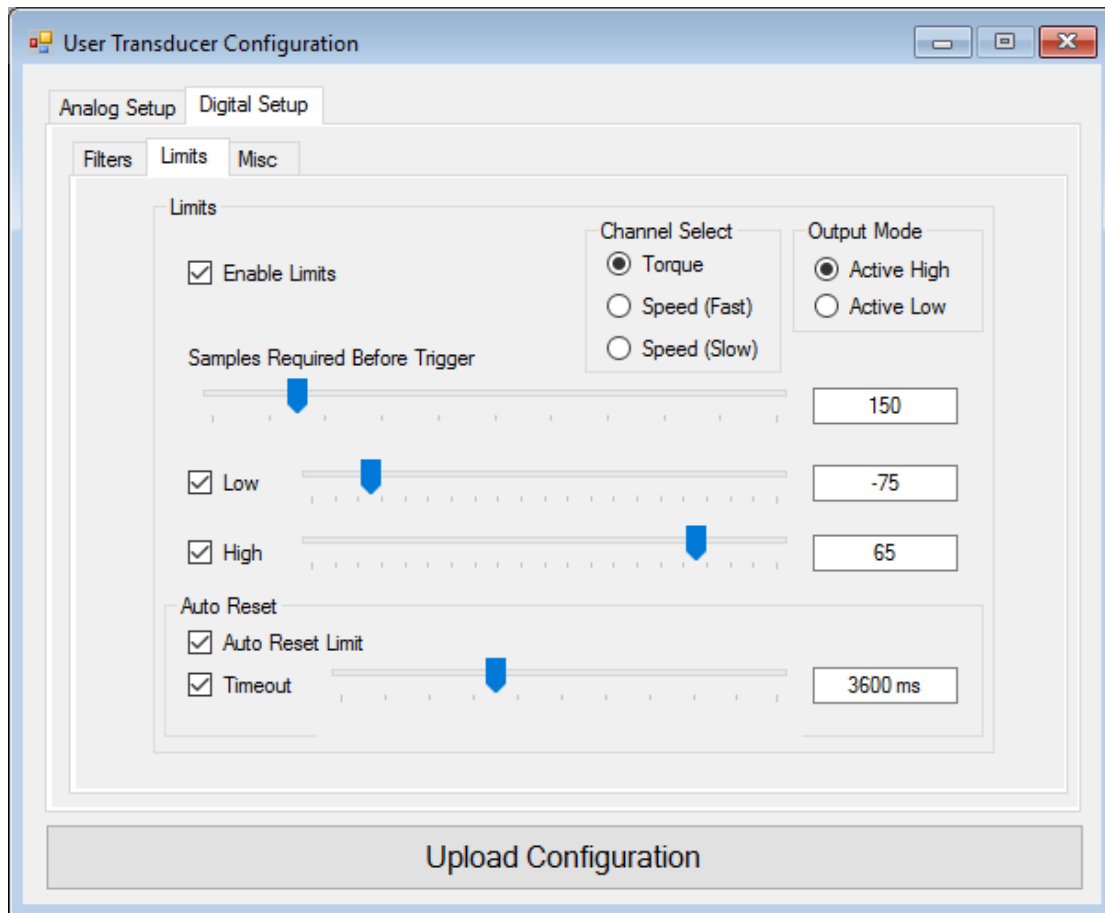 User Transducer Configuration
Analog Setup Digital Setup
Filters Limits Misc
Limits
Channel Select Output Mode
Enable Limits Torque Active High
Speed (Fast) Active Low
Speed (Slow)
Samples Required Before Trigger
150
Low -75
High 65
Auto Reset
Auto Reset Limit
Timeout 3600 ms
Upload Configuration